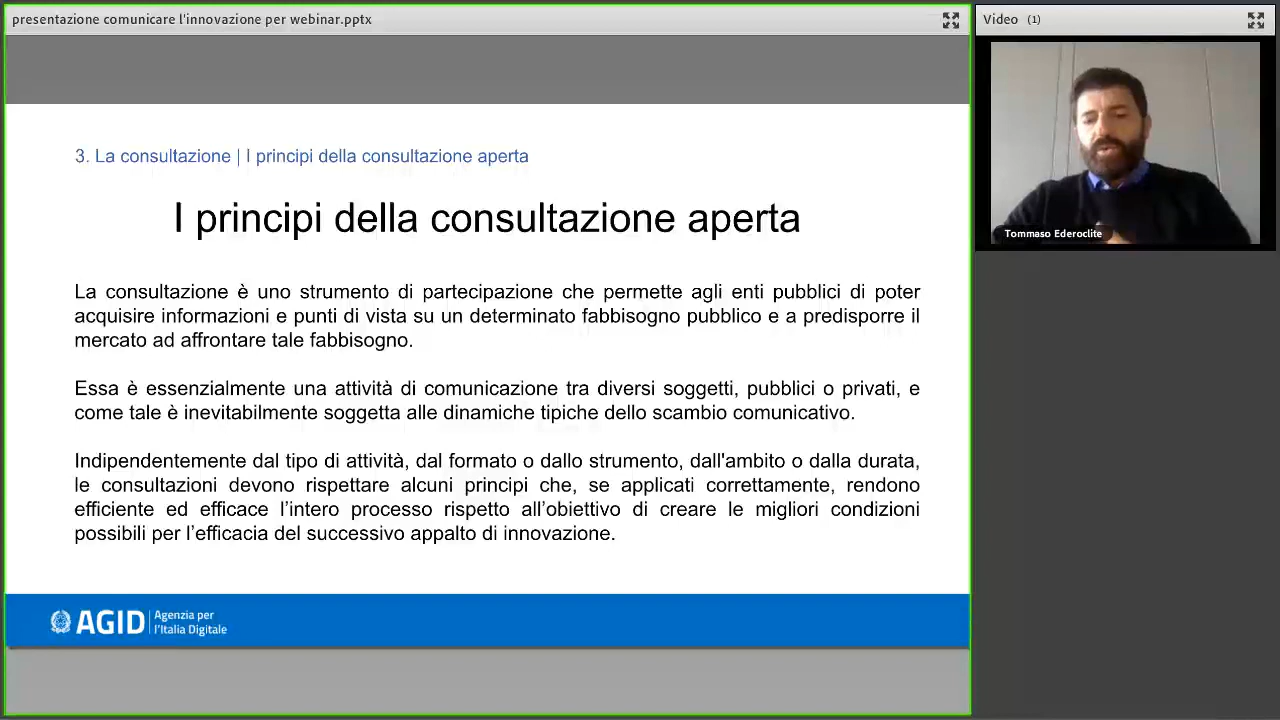 presentazione comunicare l'innovazione per webinar.pptx
Video (1)
Tommaso Ederoclite
3. La consultazione | I principi della consultazione aperta
I principi della consultazione aperta
La consultazione è uno strumento di partecipazione che permette agli enti pubblici di poter
acquisire informazioni e punti di vista su un determinato fabbisogno pubblico e a predisporre il
mercato ad affrontare tale fabbisogno.
Essa è essenzialmente una attività di comunicazione tra diversi soggetti, pubblici o privati, e
come tale è inevitabilmente soggetta alle dinamiche tipiche dello scambio comunicativo.
Indipendentemente dal tipo di attività, dal formato o dallo strumento, dall'ambito o dalla durata,
le consultazioni devono rispettare alcuni principi che, se applicati correttamente, rendono
efficiente ed efficace l’intero processo rispetto all’obiettivo di creare le migliori condizioni
possibili per l’efficacia del successivo appalto di innovazione.
AGID
Agenzia per
l'Italia Digitale